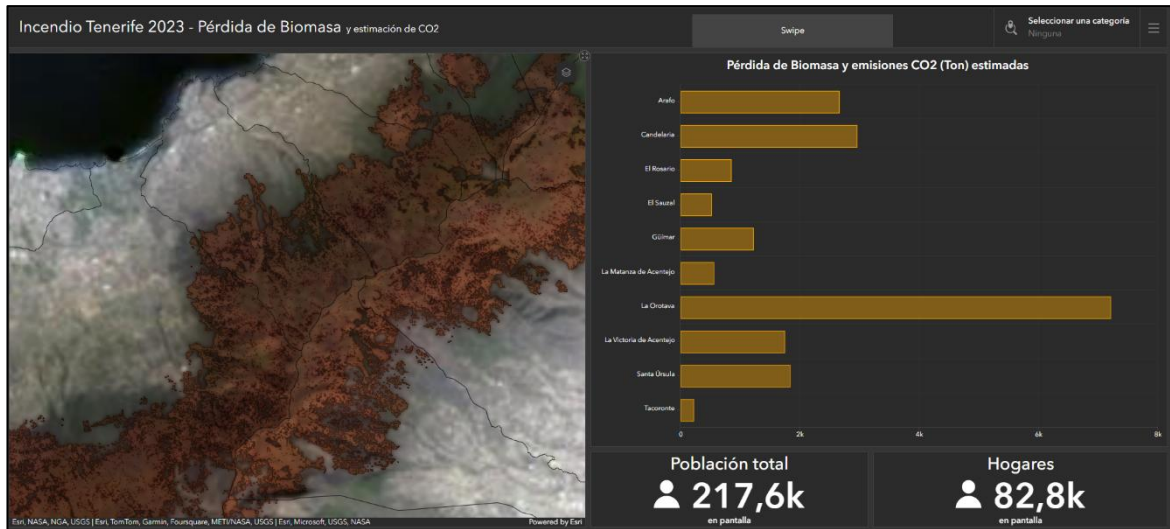 Incendio Tenerife 2023 - Pérdida de Biomasa y estimación de CO2
Swipe
Seleccionar una categoría
Ninguna
Pérdida de Biomasa y emisiones CO2 (Ton) estimadas
Arafo
Candelaria
El Rosario
El Sauzal
Güímar
La Matanza de Acentejo
La Orotava
La Victoria de Acentejo
Santa Úrsula
Tacoronte
0 2k 4k 6k 8k
Población total
217,6k
en pantalla
Hogares
82,8k
en pantalla
Esri, NASA, NGA, USGS | Esri, TomTom, Garmin, Foursquare, METI/NASA, USGS | Esri, Microsoft, USGS, NASA
Powered by Esri